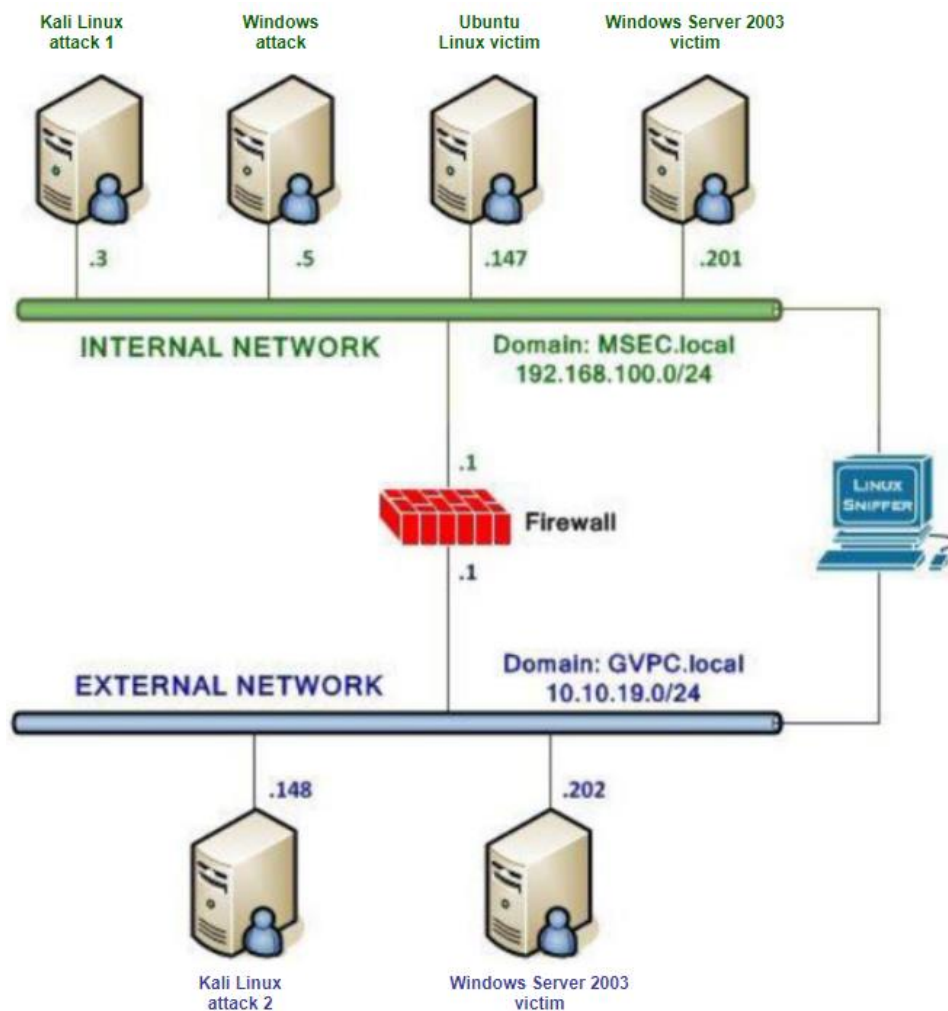 Kali Linux
attack 1
Windows
attack
Ubuntu
Linux victim
Windows Server 2003
victim
.3
.5
.147
.201
INTERNAL NETWORK
Domain: MSEC.local
192.168.100.0/24
.1
Firewall
.1
LINUX
SNIFFER
EXTERNAL NETWORK
Domain: GVPC.local
10.10.19.0/24
.148
.202
Kali Linux
attack 2
Windows Server 2003
victim